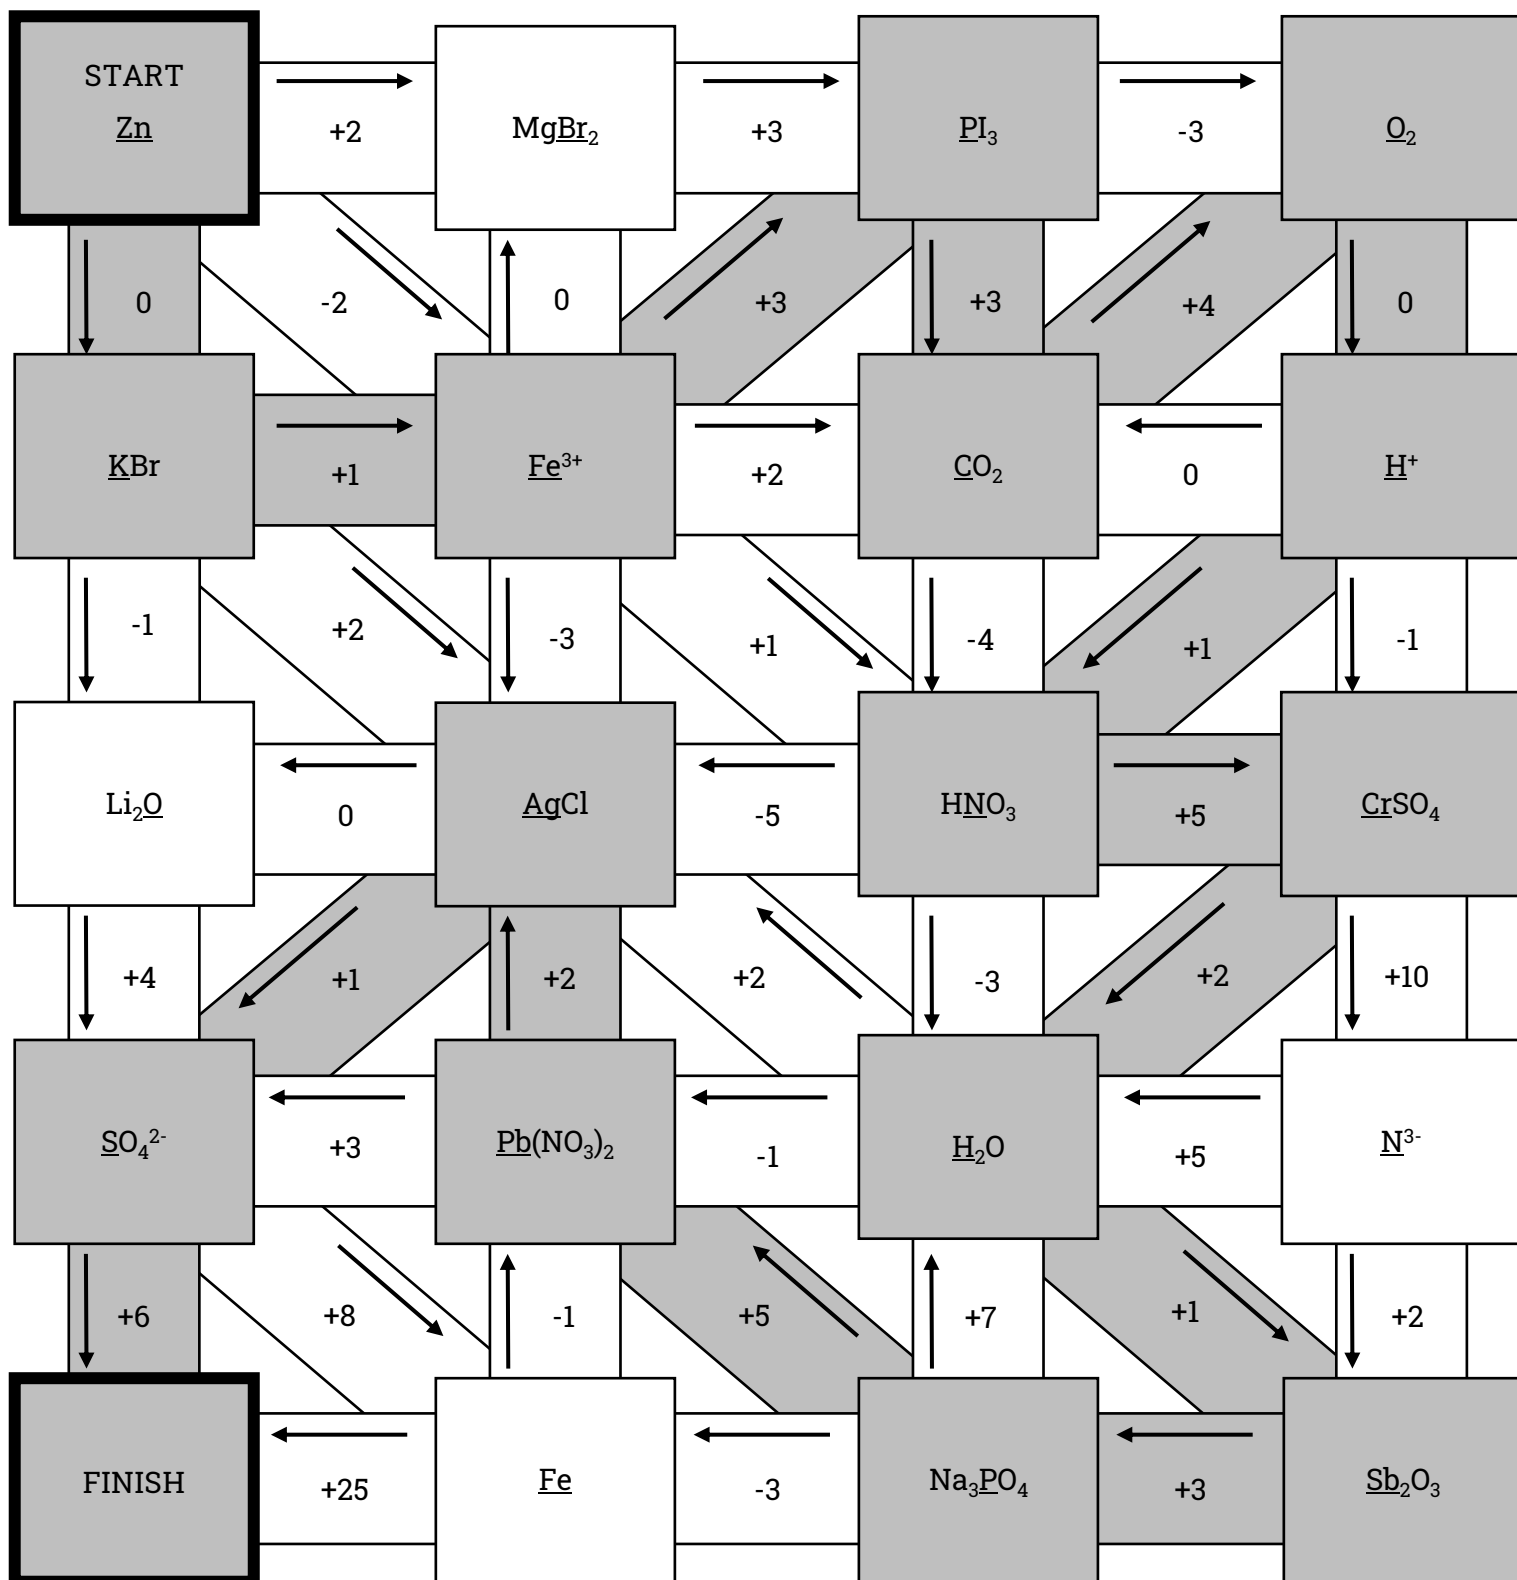 START
Zn
+2
MgBr₂
+3
PI₃
-3
O₂
0
-2
0
+3
+3
+4
0
KBr
+1
Fe³⁺
+2
CO₂
0
H⁺
-1
+2
-3
+1
-4
+1
-1
Li₂O
0
AgCl
-5
HNO₃
+5
CrSO₄
+4
+1
+2
+2
-3
+2
+10
SO₄²⁻
+3
Pb(NO₃)₂
-1
H₂O
+5
N³⁻
+6
+8
-1
+5
+7
+1
+2
FINISH
+25
Fe
-3
Na₃PO₄
+3
Sb₂O₃